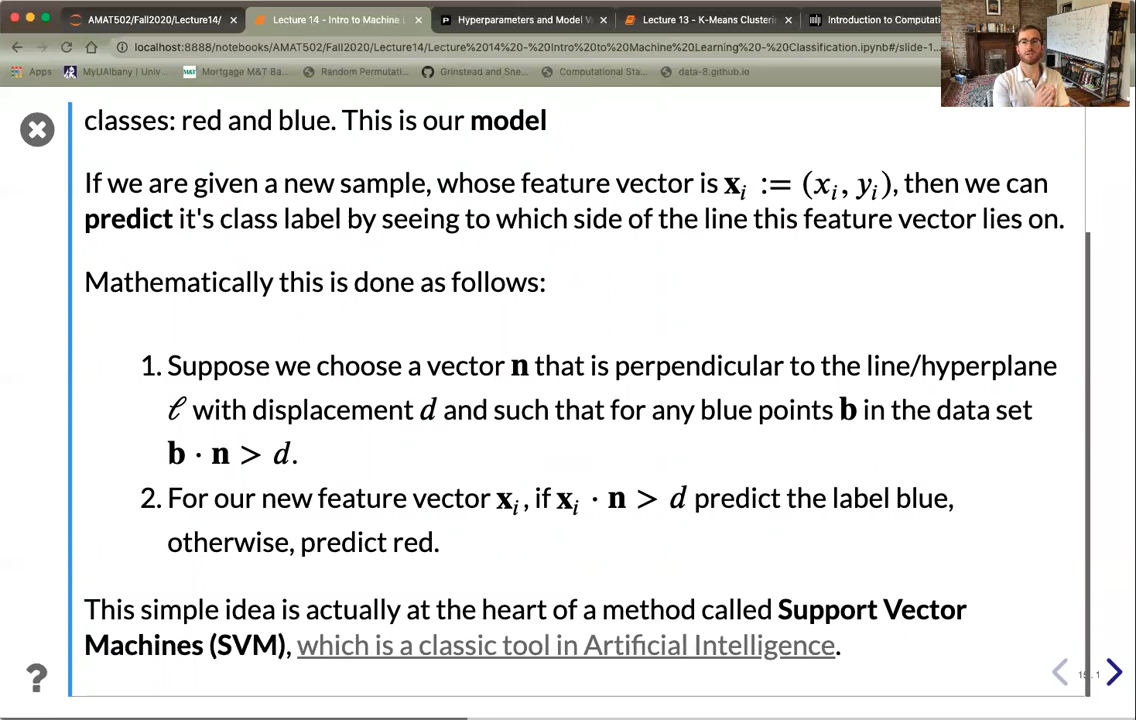 AMAT502/Fall2020/Lecture14/ × Lecture 14 - Intro to Machine L × Hyperparameters and Model V × Lecture 13 - K-Means Clusteri × Introduction to Computati
localhost:8888/notebooks/AMAT502/Fall2020/Lecture14/Lecture%2014%20-%20Intro%20to%20Machine%20Learning%20-%20Classification.ipynb#/slide-1...
Apps MyUAlbany | Univ... Mortgage M&T Ba... Random Permutati... Grinstead and Sne... Computational Sta... data-8.github.io
classes: red and blue. This is our model
If we are given a new sample, whose feature vector is xᵢ := (xᵢ, yᵢ), then we can
predict it's class label by seeing to which side of the line this feature vector lies on.
Mathematically this is done as follows:
1. Suppose we choose a vector n that is perpendicular to the line/hyperplane
ℓ with displacement d and such that for any blue points b in the data set
b · n > d.
2. For our new feature vector xᵢ, if xᵢ · n > d predict the label blue,
otherwise, predict red.
This simple idea is actually at the heart of a method called Support Vector
Machines (SVM), which is a classic tool in Artificial Intelligence.
?